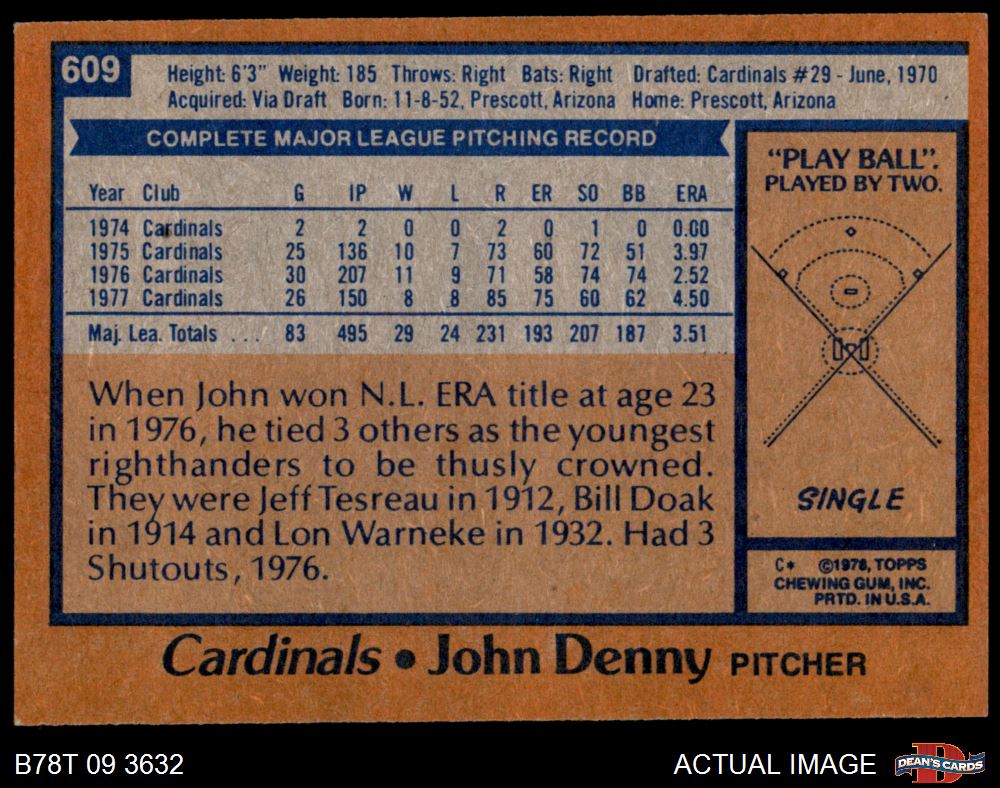 609
Height: 6'3" Weight: 185 Throws: Right Bats: Right Drafted: Cardinals #29 - June, 1970
Acquired: Via Draft Born: 11-8-52, Prescott, Arizona Home: Prescott, Arizona
COMPLETE MAJOR LEAGUE PITCHING RECORD
Year Club G IP W L R ER SO BB ERA
1974 Cardinals 2 2 0 0 2 0 1 0 0.00
1975 Cardinals 25 136 10 7 73 60 72 51 3.97
1976 Cardinals 30 207 11 9 71 58 74 74 2.52
1977 Cardinals 26 150 8 8 85 75 60 62 4.50
Maj. Lea. Totals . . . 83 495 29 24 231 193 207 187 3.51
When John won N.L. ERA title at age 23
in 1976, he tied 3 others as the youngest
righthanders to be thusly crowned.
They were Jeff Tesreau in 1912, Bill Doak
in 1914 and Lon Warneke in 1932. Had 3
Shutouts, 1976.
"PLAY BALL".
PLAYED BY TWO.
SINGLE
C* ©1978, TOPPS
CHEWING GUM, INC.
PRTD. IN U.S.A.
Cardinals • John Denny PITCHER
B78T 09 3632
ACTUAL IMAGE
D
DEAN'S CARDS